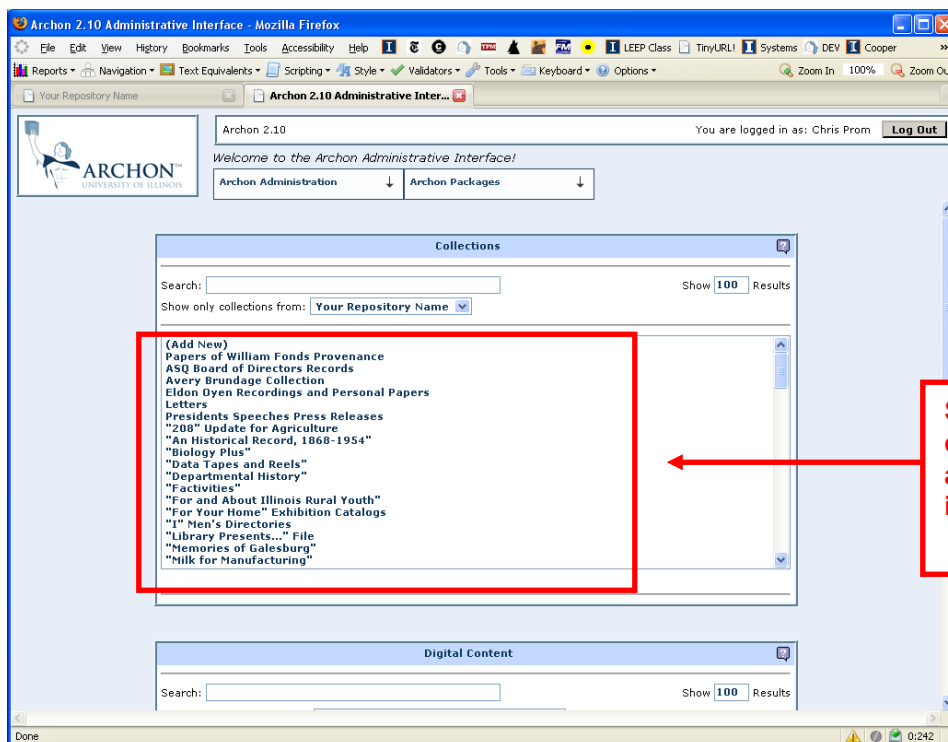 Archon 2.10 Administrative Interface - Mozilla Firefox
File Edit View History Bookmarks Tools Accessibility Help LEEP Class TinyURL! Systems DEV Cooper »
Reports Navigation Text Equivalents Scripting Style Validators Tools Keyboard Options Zoom In 100% Zoom Ou
Your Repository Name Archon 2.10 Administrative Inter...
ARCHON™
UNIVERSITY OF ILLINOIS
Archon 2.10 You are logged in as: Chris Prom Log Out
Welcome to the Archon Administrative Interface!
Archon Administration ↓ Archon Packages ↓
Collections ?
Search: Show 100 Results
Show only collections from: Your Repository Name
(Add New)
Papers of William Fonds Provenance
ASQ Board of Directors Records
Avery Brundage Collection
Eldon Oyen Recordings and Personal Papers
Letters
Presidents Speeches Press Releases
"208" Update for Agriculture
"An Historical Record, 1868-1954"
"Biology Plus"
"Data Tapes and Reels"
"Departmental History"
"Factivities"
"For and About Illinois Rural Youth"
"For Your Home" Exhibition Catalogs
"I" Men's Directories
"Library Presents..." File
"Memories of Galesburg"
"Milk for Manufacturing"
Digital Content ?
Search: Show 100 Results
Done 0:242